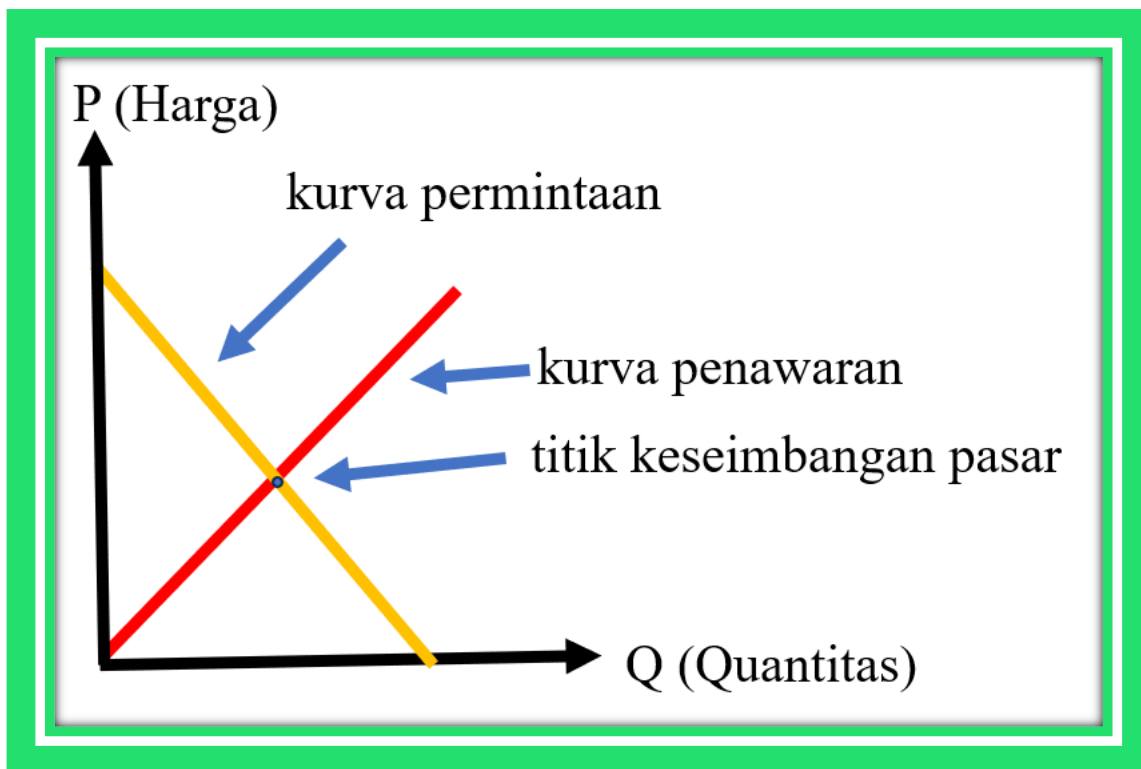 P (Harga)
kurva permintaan
kurva penawaran
titik keseimbangan pasar
Q (Quantitas)